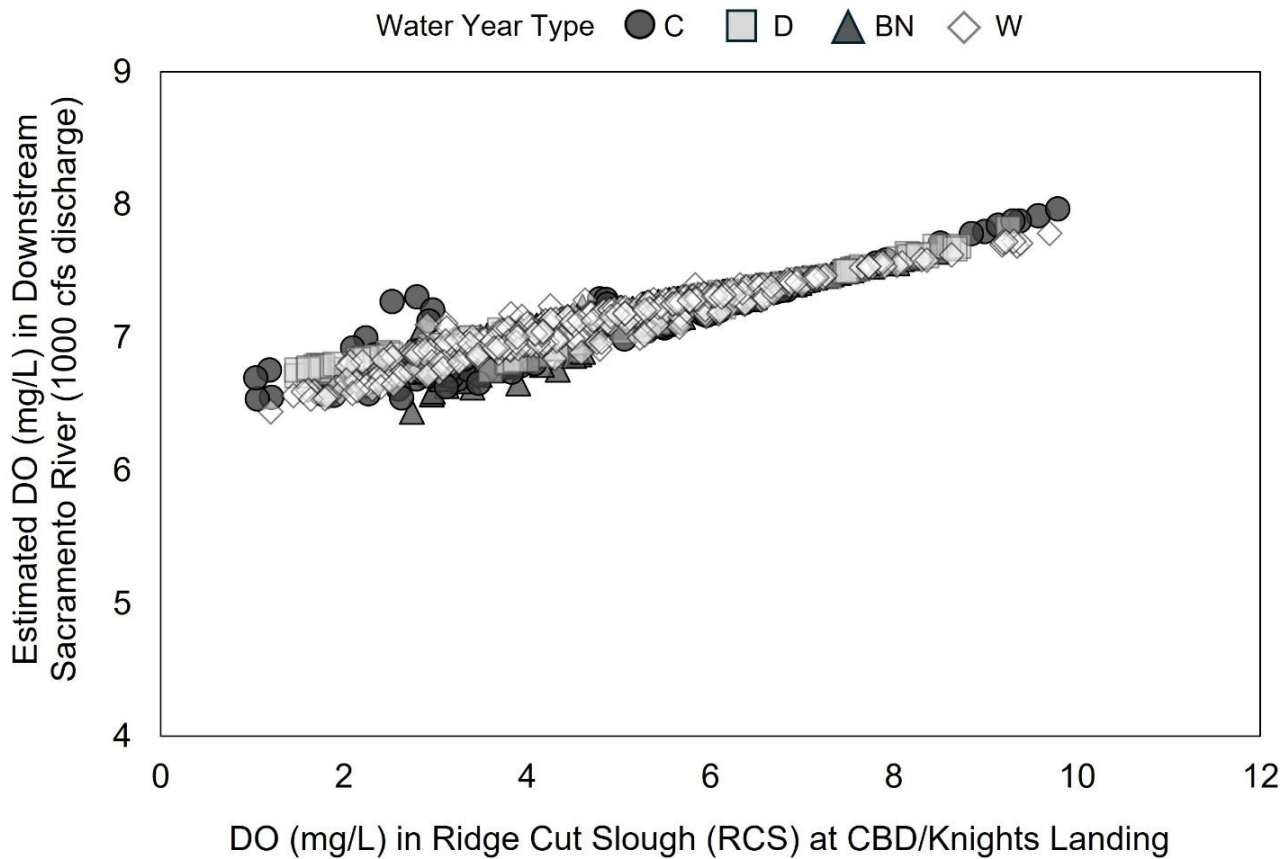 Water Year Type C D BN W
Estimated DO (mg/L) in Downstream
Sacramento River (1000 cfs discharge)
9
8
7
6
5
4
0 2 4 6 8 10 12
DO (mg/L) in Ridge Cut Slough (RCS) at CBD/Knights Landing